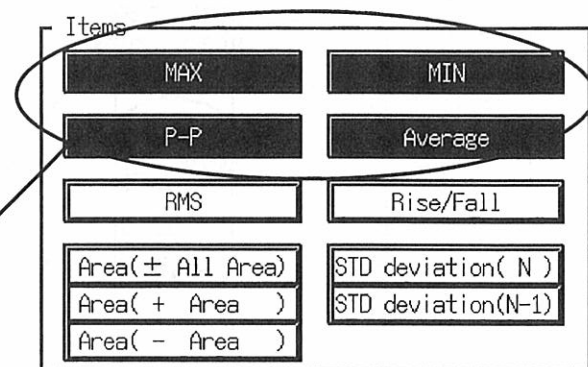 Items
MAX MIN
P-P Average
RMS Rise/Fall
Area(± All Area) STD deviation( N )
Area( + Area ) STD deviation(N-1)
Area( - Area )